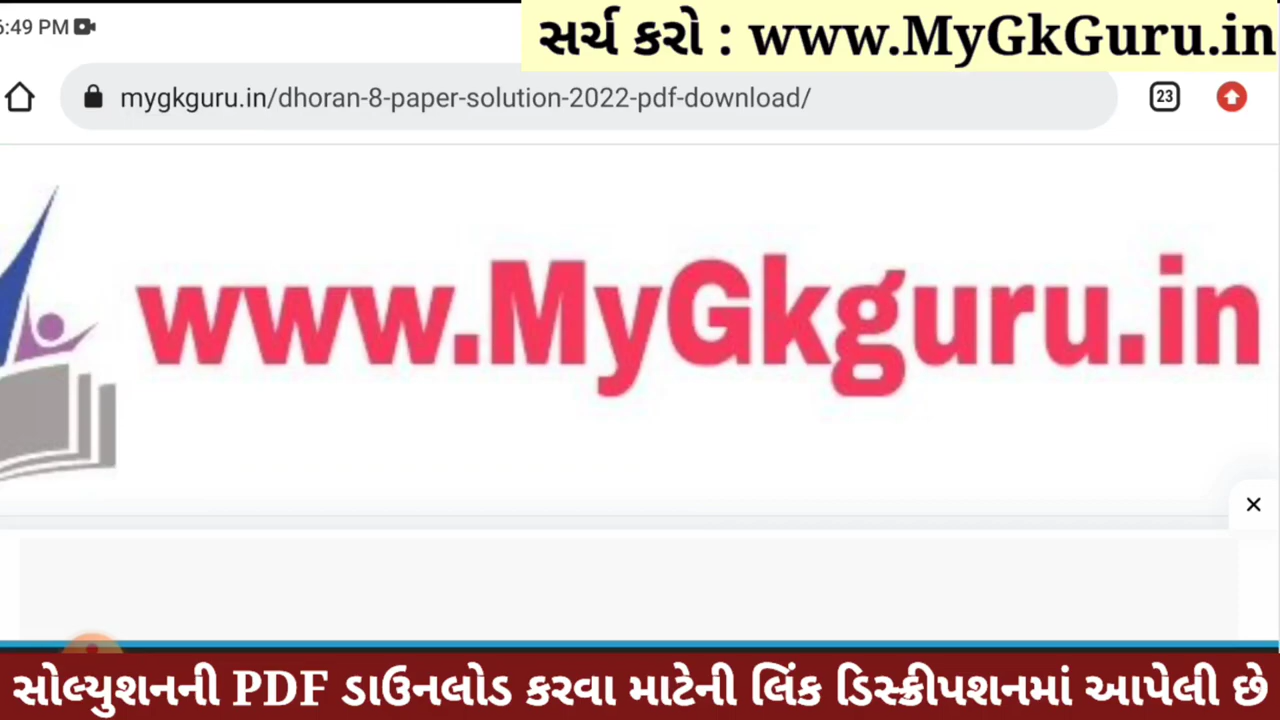 6:49 PM
સર્ચ કરો : www.MyGkGuru.in
mygkguru.in/dhoran-8-paper-solution-2022-pdf-download/
23
www.MyGkguru.in
સોલ્યુશનની PDF ડાઉનલોડ કરવા માટેની લિંક ડિસ્ક્રીપશનમાં આપેલી છે